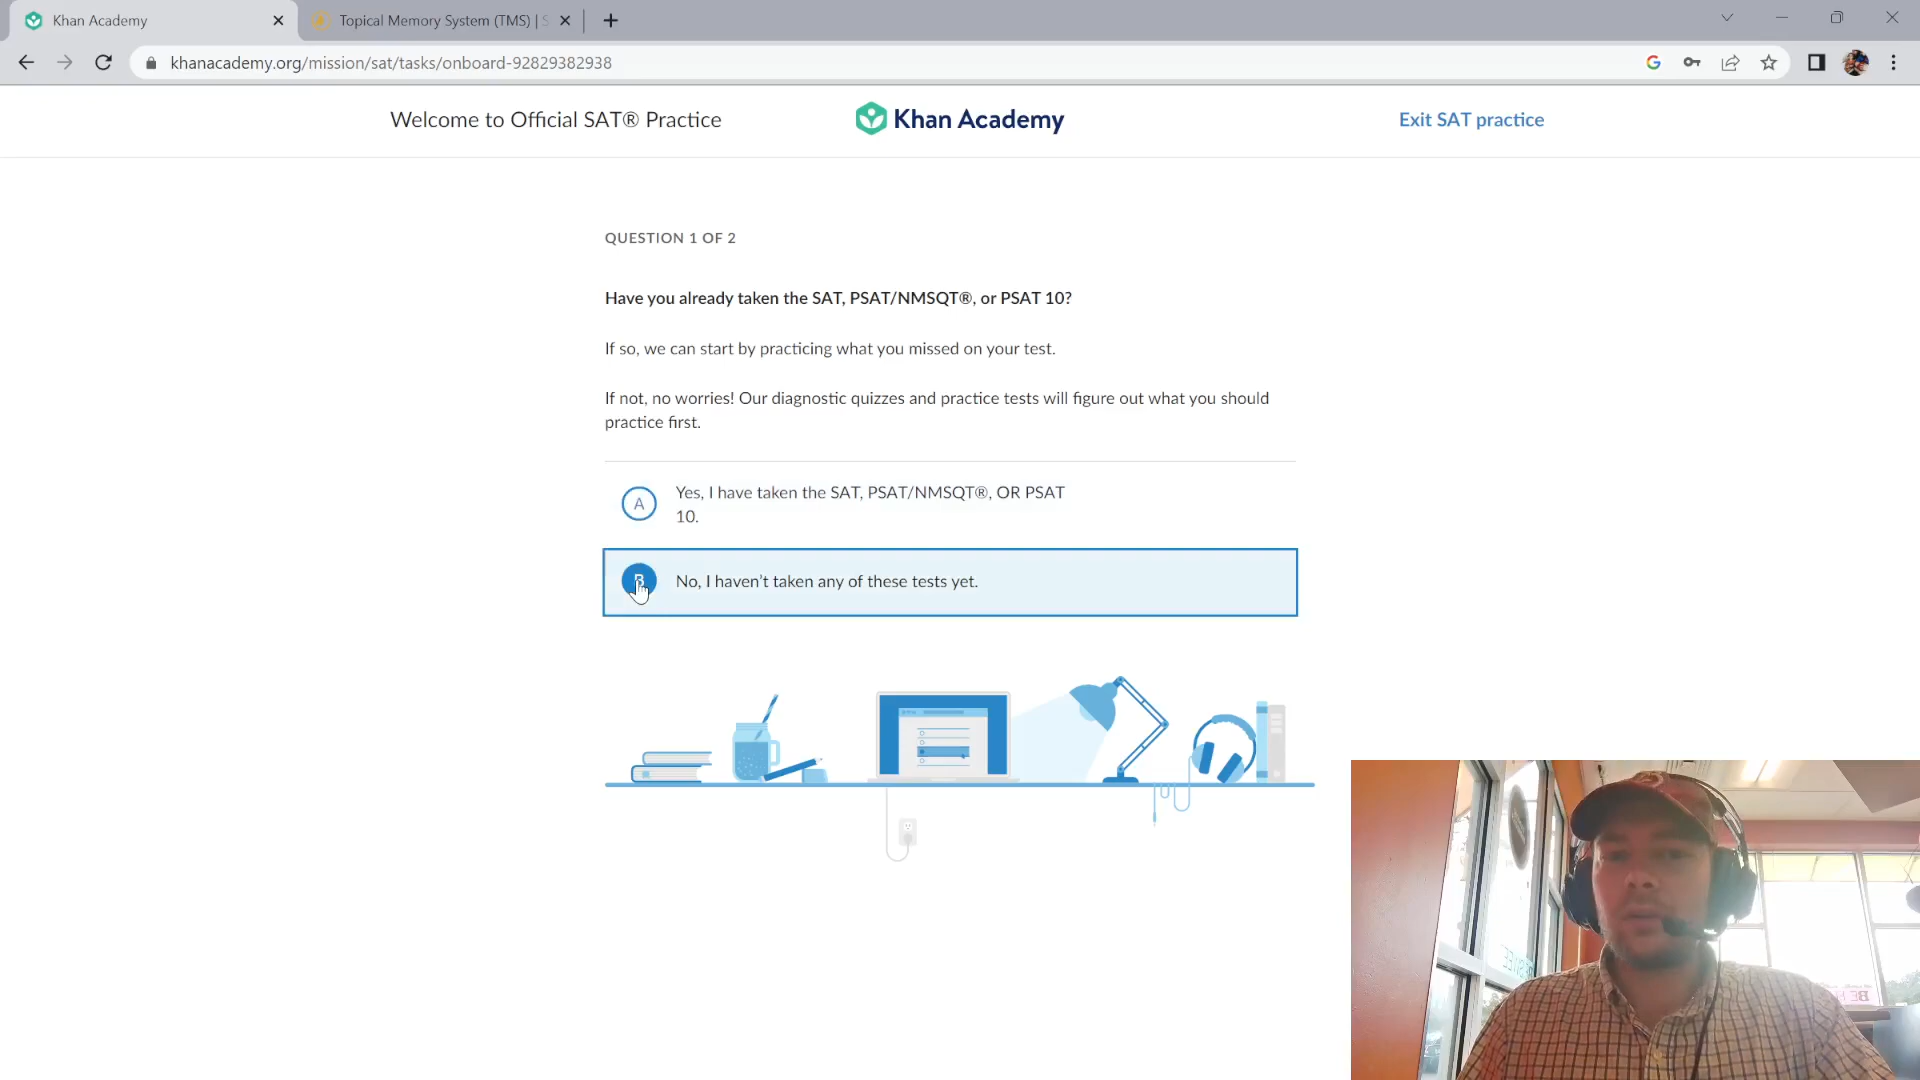 Khan Academy
Topical Memory System (TMS) | S
khanacademy.org/mission/sat/tasks/onboard-92829382938
Welcome to Official SAT® Practice
Khan Academy
Exit SAT practice
QUESTION 1 OF 2
Have you already taken the SAT, PSAT/NMSQT®, or PSAT 10?
If so, we can start by practicing what you missed on your test.
If not, no worries! Our diagnostic quizzes and practice tests will figure out what you should
practice first.
A
Yes, I have taken the SAT, PSAT/NMSQT®, OR PSAT
10.
B
No, I haven't taken any of these tests yet.